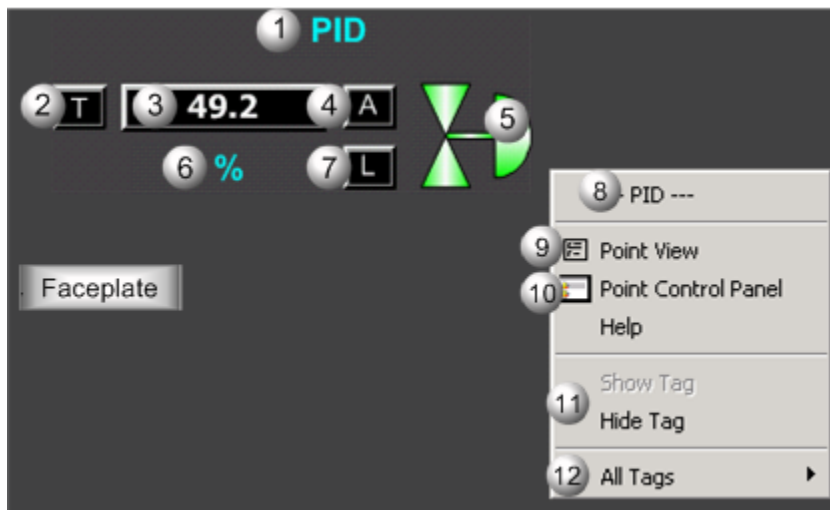 1 PID
2 T 3 49.2 4 A
5
6 % 7 L
8 - PID ---
9 Point View
Faceplate
10 Point Control Panel
Help
Show Tag
11
Hide Tag
12 All Tags